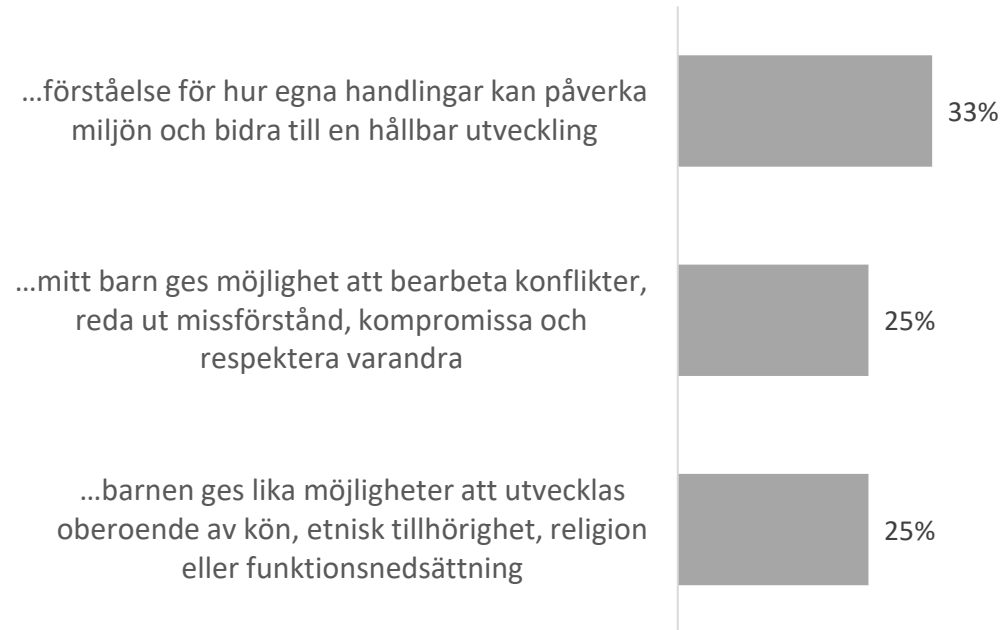 …förståelse för hur egna handlingar kan påverka
miljön och bidra till en hållbar utveckling
33%
…mitt barn ges möjlighet att bearbeta konflikter,
reda ut missförstånd, kompromissa och
respektera varandra
25%
…barnen ges lika möjligheter att utvecklas
oberoende av kön, etnisk tillhörighet, religion
eller funktionsnedsättning
25%